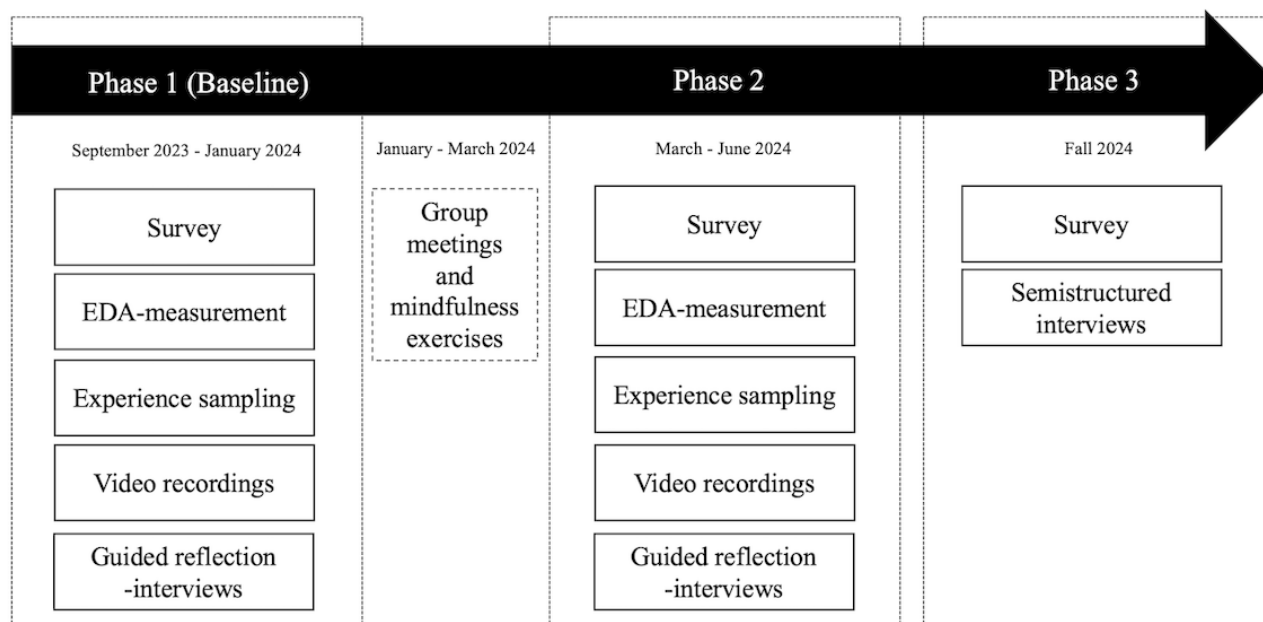 Phase 1 (Baseline)
Phase 2
Phase 3
September 2023 - January 2024
January - March 2024
March - June 2024
Fall 2024
Survey
EDA-measurement
Experience sampling
Video recordings
Guided reflection
-interviews
Group
meetings
and
mindfulness
exercises
Survey
EDA-measurement
Experience sampling
Video recordings
Guided reflection
-interviews
Survey
Semistructured
interviews